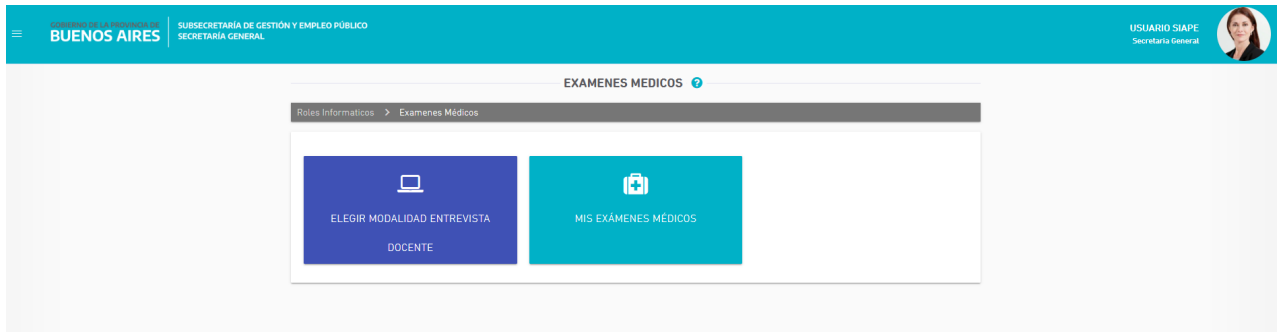 GOBIERNO DE LA PROVINCIA DE
BUENOS AIRES
SUBSECRETARÍA DE GESTIÓN Y EMPLEO PÚBLICO
SECRETARÍA GENERAL
USUARIO SIAPE
Secretaria General
EXAMENES MEDICOS ?
Roles Informaticos > Examenes Médicos
ELEGIR MODALIDAD ENTREVISTA
DOCENTE
MIS EXÁMENES MÉDICOS